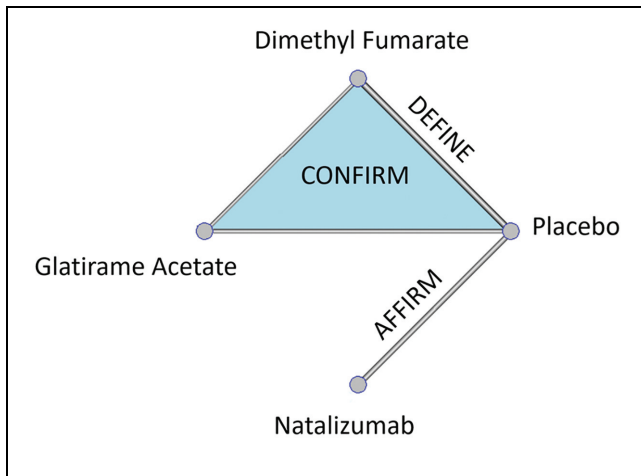 Dimethyl Fumarate
DEFINE
CONFIRM
Placebo
Glatirame Acetate
AFFIRM
Natalizumab